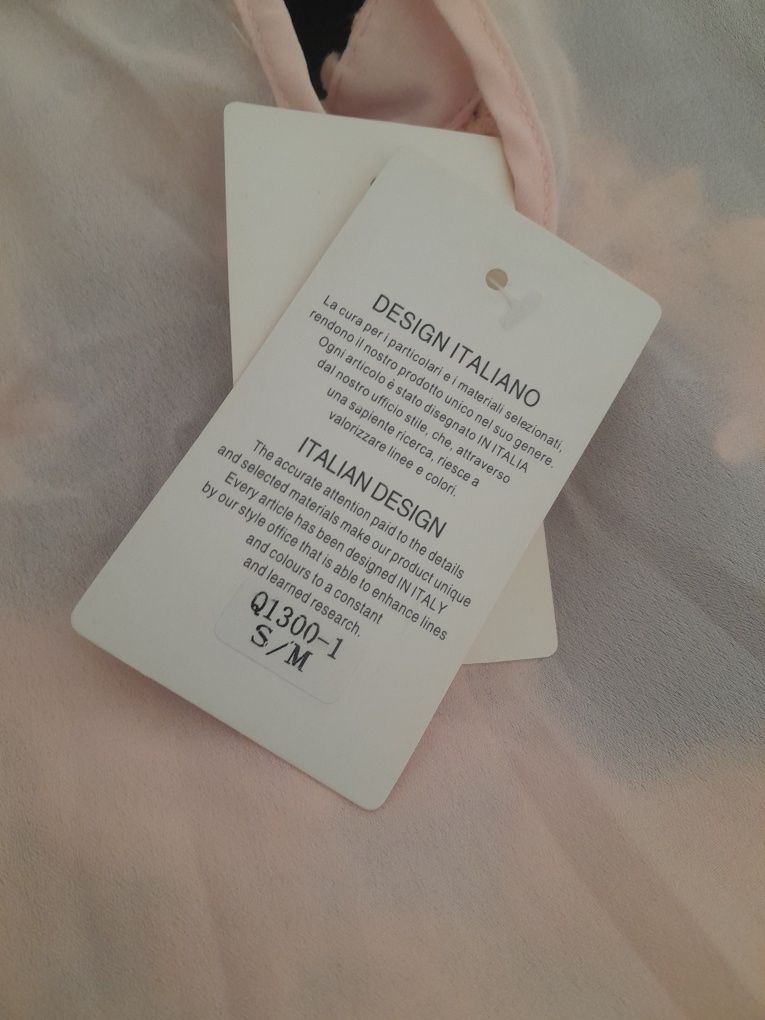 DESIGN ITALIANO
La cura per i particolari e i materiali selezionati,
rendono il nostro prodotto unico nel suo genere.
Ogni articolo è stato disegnato IN ITALIA
dal nostro ufficio stile, che, attraverso
una sapiente ricerca, riesce a
valorizzare linee e colori.
ITALIAN DESIGN
The accurate attention paid to the details
and selected materials make our product unique
Every article has been designed IN ITALY
by our style office that is able to enhance lines
and colours to a constant
and learned research.
Q1300-1
S/M